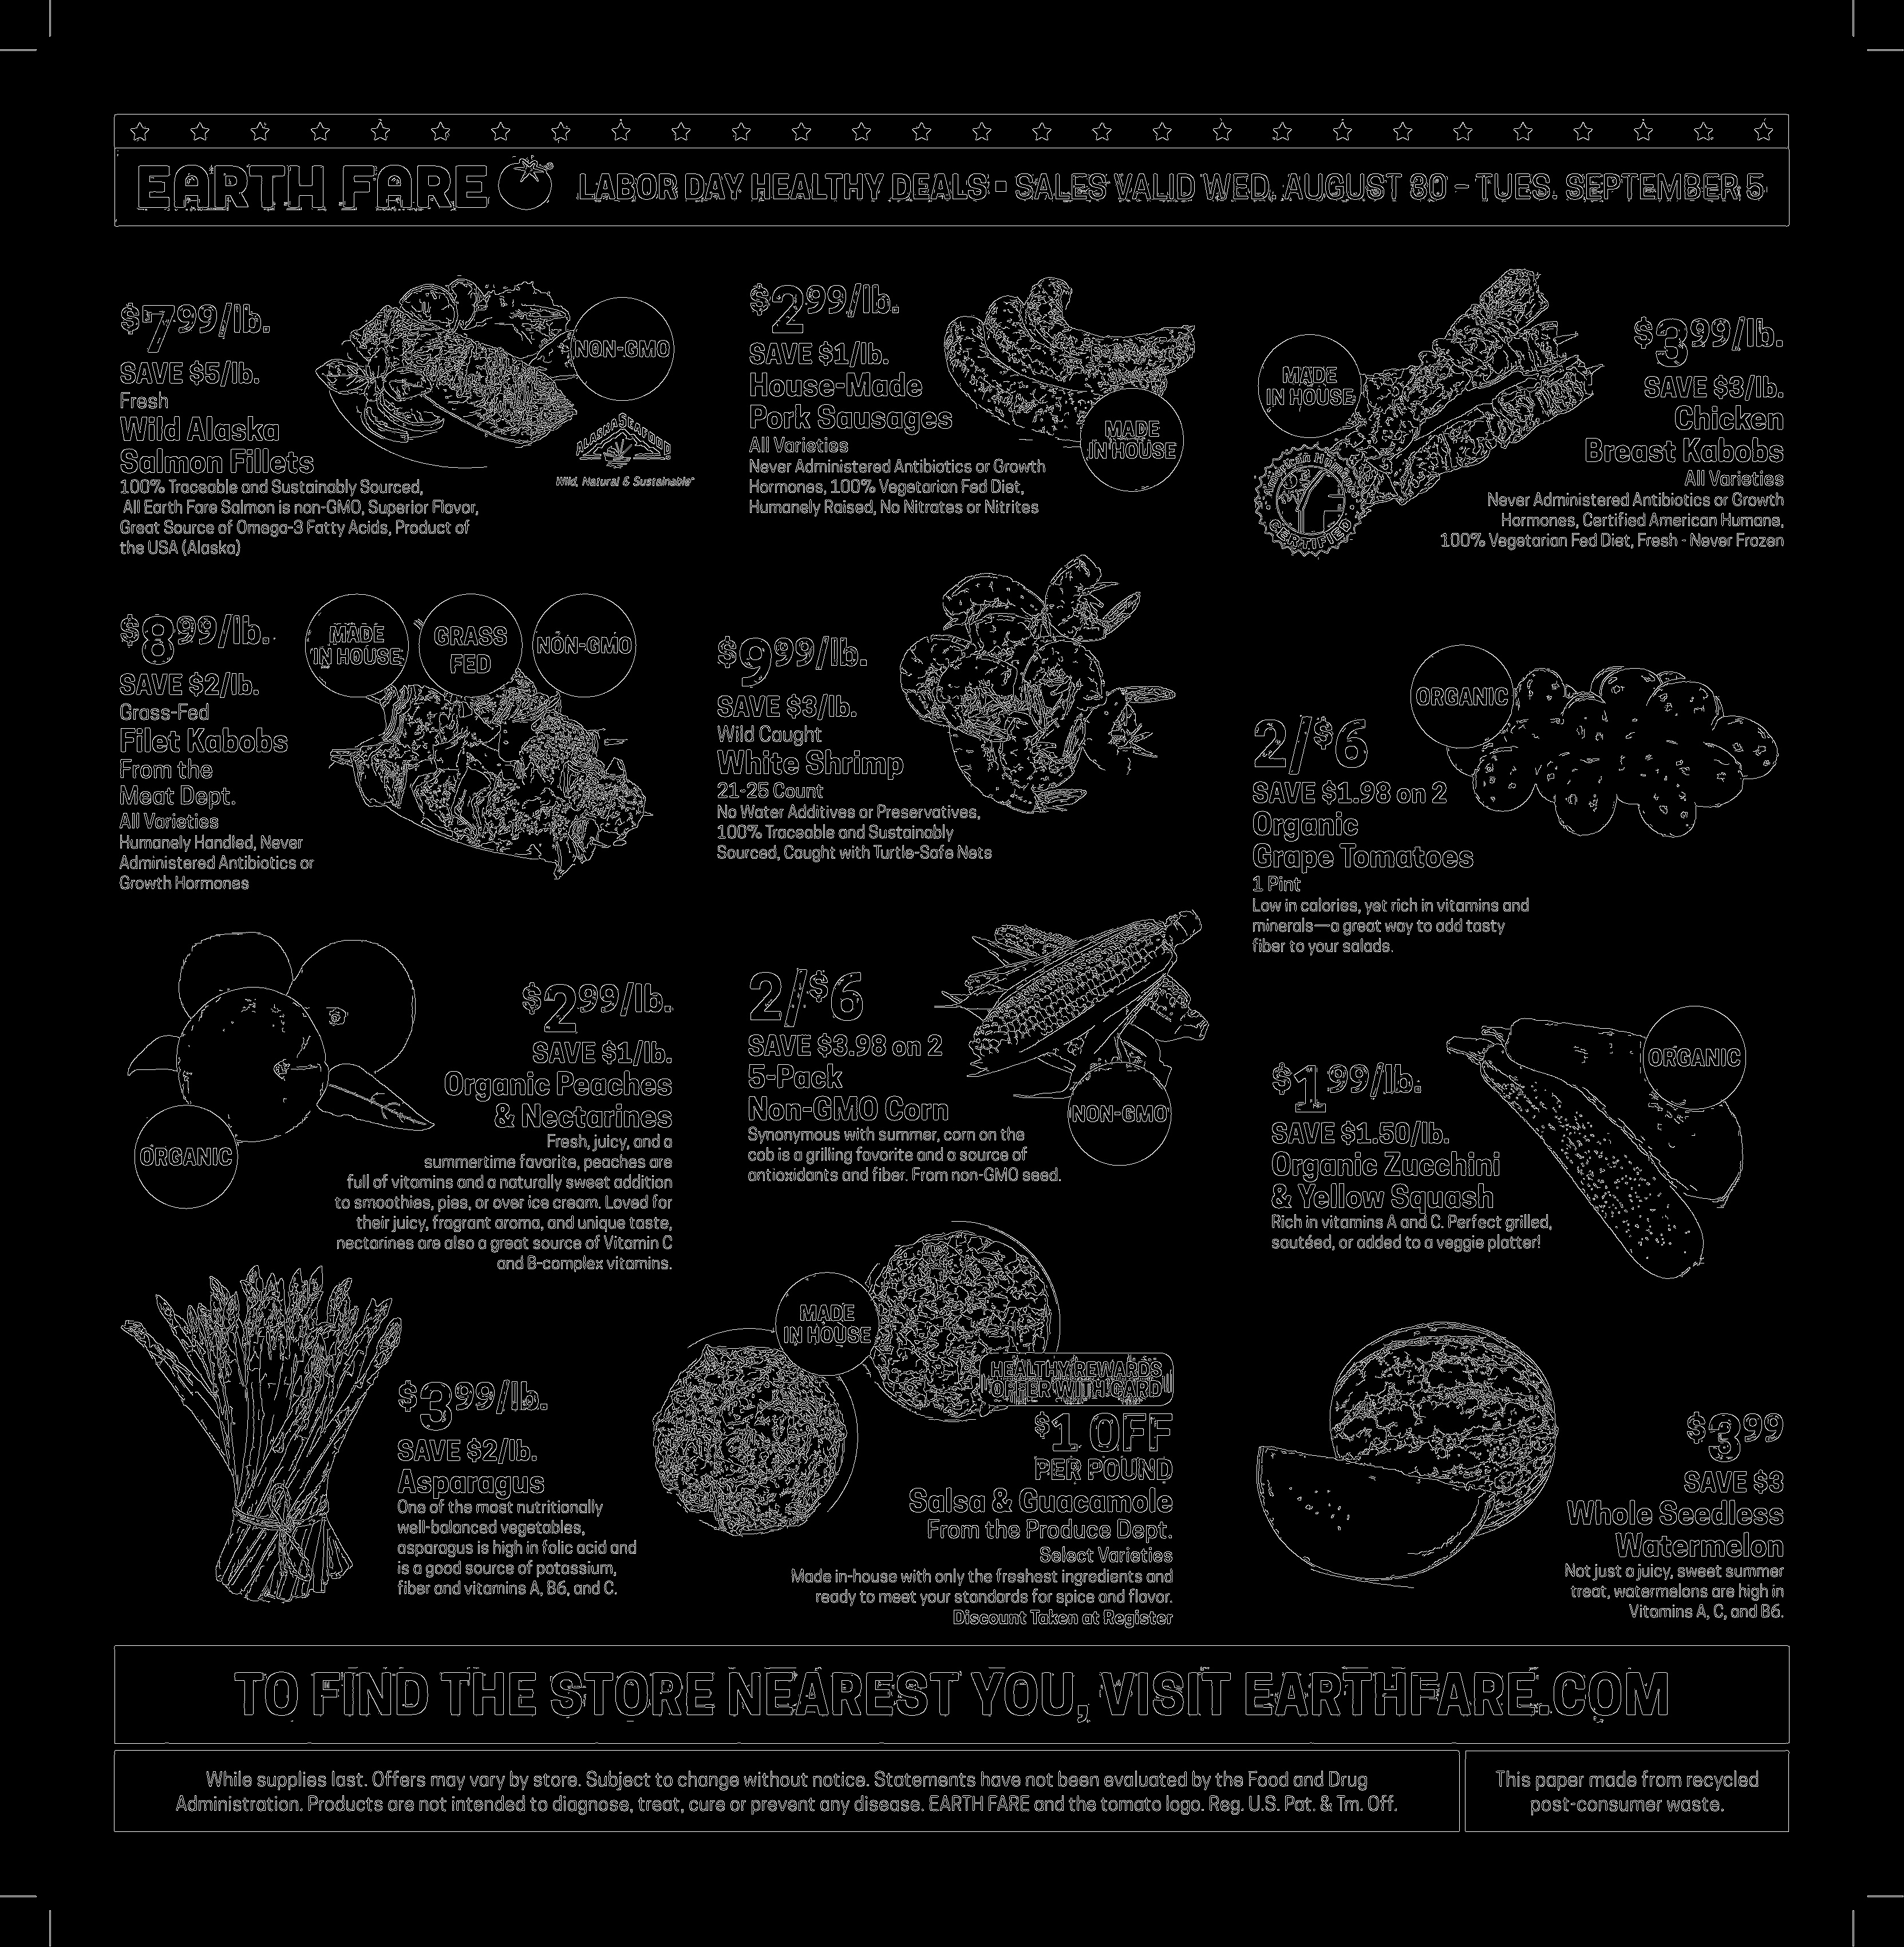 EARTH FARE
LABOR DAY HEALTHY DEALS • SALES VALID WED. AUGUST 30 – TUES. SEPTEMBER 5
$7.99/lb.
SAVE $5/lb.
Fresh
Wild Alaska
Salmon Fillets
100% Traceable and Sustainably Sourced,
All Earth Fare Salmon is non-GMO, Superior Flavor,
Great Source of Omega-3 Fatty Acids, Product of
the USA (Alaska)
NON-GMO
ALASKA SEAFOOD
Wild, Natural & Sustainable®
$2.99/lb.
SAVE $1/lb.
House-Made
Pork Sausages
All Varieties
Never Administered Antibiotics or Growth
Hormones, 100% Vegetarian Fed Diet,
Humanely Raised, No Nitrates or Nitrites
MADE
IN HOUSE
MADE
IN HOUSE
American Humane
CERTIFIED
$3.99/lb.
SAVE $3/lb.
Chicken
Breast Kabobs
All Varieties
Never Administered Antibiotics or Growth
Hormones, Certified American Humane,
100% Vegetarian Fed Diet, Fresh - Never Frozen
$8.99/lb.
SAVE $2/lb.
Grass-Fed
Filet Kabobs
From the
Meat Dept.
All Varieties
Humanely Handled, Never
Administered Antibiotics or
Growth Hormones
MADE
IN HOUSE
GRASS
FED
NON-GMO
$9.99/lb.
SAVE $3/lb.
Wild Caught
White Shrimp
21-25 Count
No Water Additives or Preservatives,
100% Traceable and Sustainably
Sourced, Caught with Turtle-Safe Nets
ORGANIC
2/$6
SAVE $1.98 on 2
Organic
Grape Tomatoes
1 Pint
Low in calories, yet rich in vitamins and
minerals—a great way to add tasty
fiber to your salads.
ORGANIC
$2.99/lb.
SAVE $1/lb.
Organic Peaches
& Nectarines
Fresh, juicy, and a
summertime favorite, peaches are
full of vitamins and a naturally sweet addition
to smoothies, pies, or over ice cream. Loved for
their juicy, fragrant aroma, and unique taste,
nectarines are also a great source of Vitamin C
and B-complex vitamins.
2/$6
SAVE $3.98 on 2
5-Pack
Non-GMO Corn
Synonymous with summer, corn on the
cob is a grilling favorite and a source of
antioxidants and fiber. From non-GMO seed.
NON-GMO
$1.99/lb.
SAVE $1.50/lb.
Organic Zucchini
& Yellow Squash
Rich in vitamins A and C. Perfect grilled,
sautéed, or added to a veggie platter!
ORGANIC
$3.99/lb.
SAVE $2/lb.
Asparagus
One of the most nutritionally
well-balanced vegetables,
asparagus is high in folic acid and
is a good source of potassium,
fiber and vitamins A, B6, and C.
MADE
IN HOUSE
HEALTHY REWARDS
OFFER WITH CARD
$1 OFF
PER POUND
Salsa & Guacamole
From the Produce Dept.
Select Varieties
Made in-house with only the freshest ingredients and
ready to meet your standards for spice and flavor.
Discount Taken at Register
$3.99
SAVE $3
Whole Seedless
Watermelon
Not just a juicy, sweet summer
treat, watermelons are high in
Vitamins A, C, and B6.
TO FIND THE STORE NEAREST YOU, VISIT EARTHFARE.COM
While supplies last. Offers may vary by store. Subject to change without notice. Statements have not been evaluated by the Food and Drug
Administration. Products are not intended to diagnose, treat, cure or prevent any disease. EARTH FARE and the tomato logo. Reg. U.S. Pat. & Tm. Off.
This paper made from recycled
post-consumer waste.